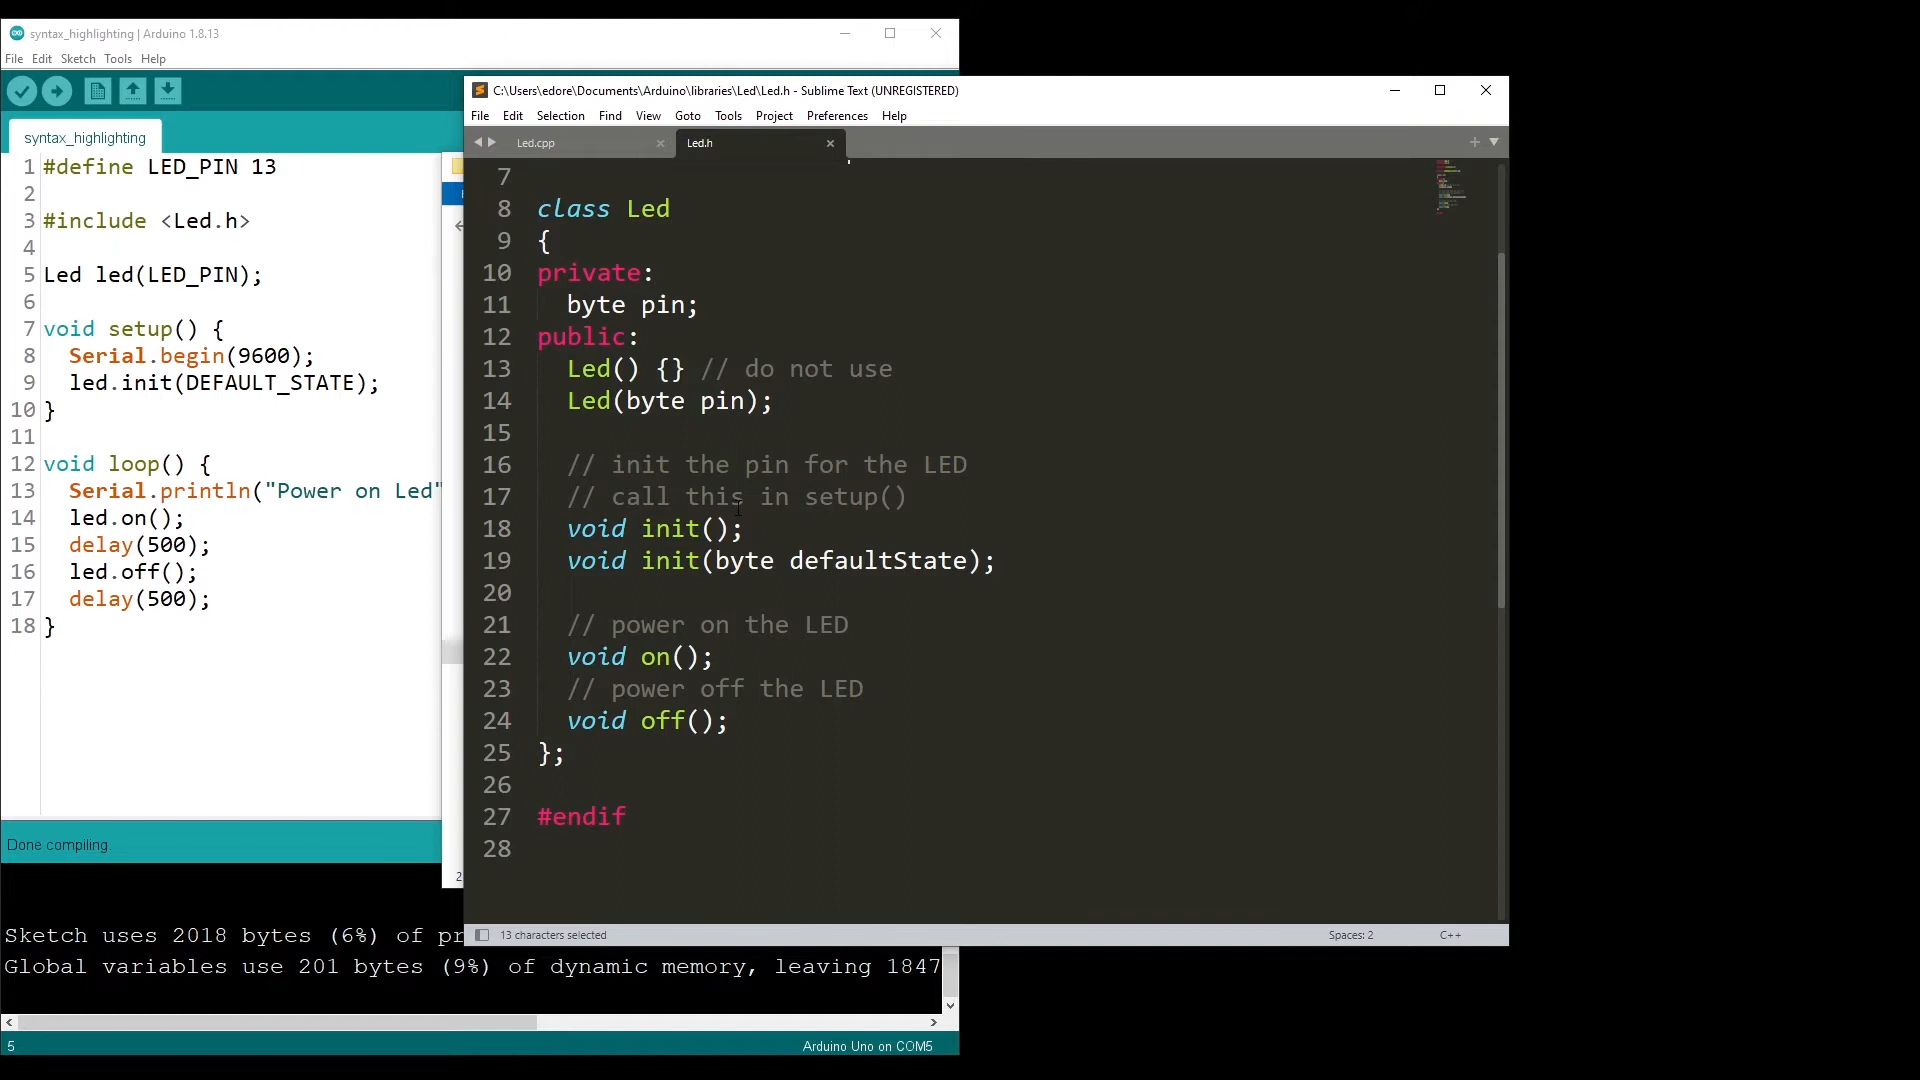 syntax_highlighting | Arduino 1.8.13
File Edit Sketch Tools Help
syntax_highlighting
1 #define LED_PIN 13
2
3 #include <Led.h>
4
5 Led led(LED_PIN);
6
7 void setup() {
8 Serial.begin(9600);
9 led.init(DEFAULT_STATE);
10 }
11
12 void loop() {
13 Serial.println("Power on Led"
14 led.on();
15 delay(500);
16 led.off();
17 delay(500);
18 }
Done compiling.
Sketch uses 2018 bytes (6%) of pr
Global variables use 201 bytes (9%) of dynamic memory, leaving 1847
5
Arduino Uno on COM5
2
C:\Users\edore\Documents\Arduino\libraries\Led\Led.h - Sublime Text (UNREGISTERED)
File Edit Selection Find View Goto Tools Project Preferences Help
Led.cpp
Led.h
7
8 class Led
9 {
10 private:
11 byte pin;
12 public:
13 Led() {} // do not use
14 Led(byte pin);
15
16 // init the pin for the LED
17 // call this in setup()
18 void init();
19 void init(byte defaultState);
20
21 // power on the LED
22 void on();
23 // power off the LED
24 void off();
25 };
26
27 #endif
28
13 characters selected
Spaces: 2
C++